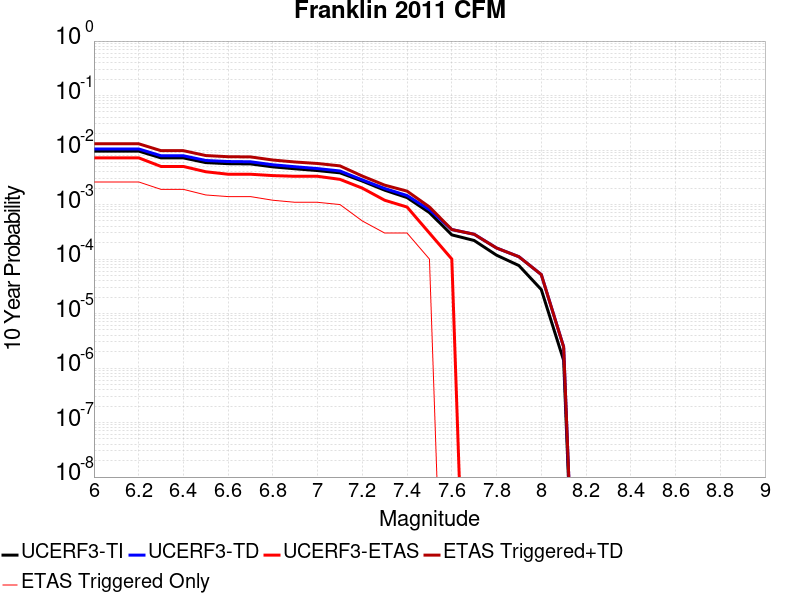 Franklin 2011 CFM
10 Year Probability
10^0
10^-1
10^-2
10^-3
10^-4
10^-5
10^-6
10^-7
10^-8
6 6.2 6.4 6.6 6.8 7 7.2 7.4 7.6 7.8 8 8.2 8.4 8.6 8.8 9
Magnitude
UCERF3-TI UCERF3-TD UCERF3-ETAS ETAS Triggered+TD
ETAS Triggered Only